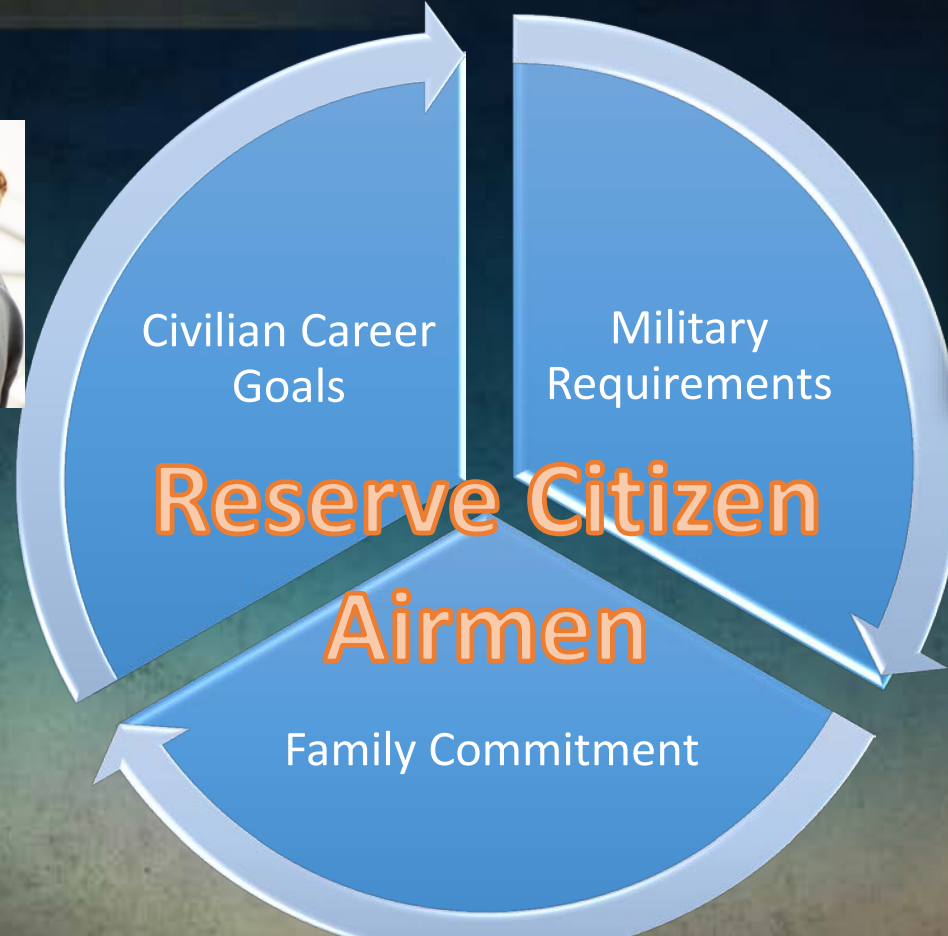 Civilian Career
Goals
Military
Requirements
Reserve Citizen
Airmen
Family Commitment